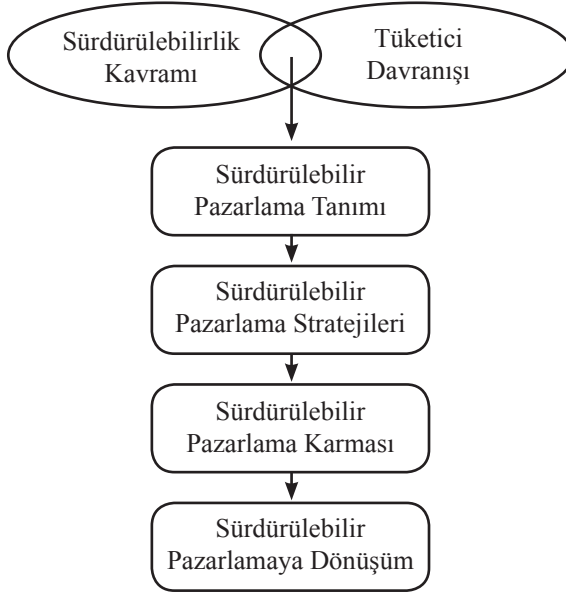 Sürdürülebilirlik
Kavramı
Tüketici
Davranışı
Sürdürülebilir
Pazarlama Tanımı
Sürdürülebilir
Pazarlama Stratejileri
Sürdürülebilir
Pazarlama Karması
Sürdürülebilir
Pazarlamaya Dönüşüm